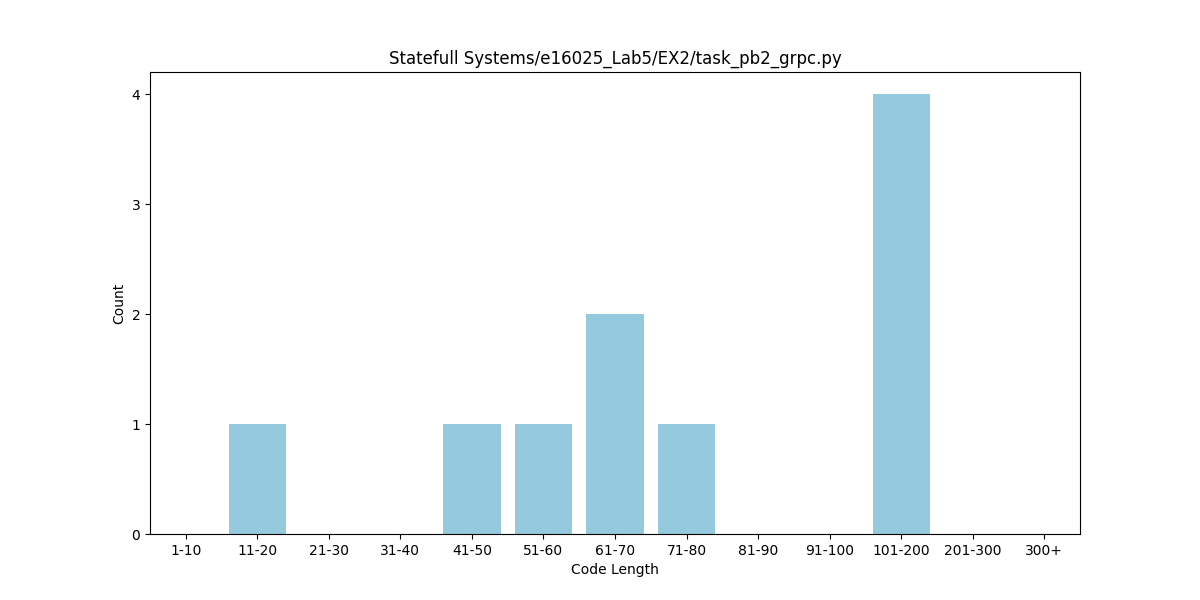 Statefull Systems/e16025_Lab5/EX2/task_pb2_grpc.py
4
3
Count
2
1
0
1-10 11-20 21-30 31-40 41-50 51-60 61-70 71-80 81-90 91-100 101-200 201-300 300+
Code Length